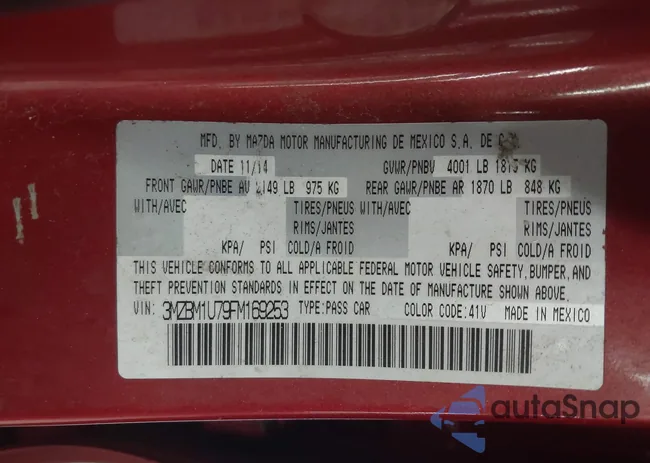 MFD. BY MAZDA MOTOR MANUFACTURING DE MEXICO S.A. DE C.
DATE 11/14 GVWR/PNBV 4001 LB 1815 KG
FRONT GAWR/PNBE AV 2149 LB 975 KG REAR GAWR/PNBE AR 1870 LB 848 KG
WITH/AVEC TIRES/PNEUS WITH/AVEC TIRES/PNEUS
RIMS/JANTES RIMS/JANTES
KPA/ PSI COLD/A FROID KPA/ PSI COLD/A FROID
THIS VEHICLE CONFORMS TO ALL APPLICABLE FEDERAL MOTOR VEHICLE SAFETY, BUMPER, AND
THEFT PREVENTION STANDARDS IN EFFECT ON THE DATE OF MANUFACTURE SHOWN ABOVE.
VIN: 3MZBM1U79FM169253 TYPE:PASS CAR COLOR CODE:41V MADE IN MEXICO
autaSnap